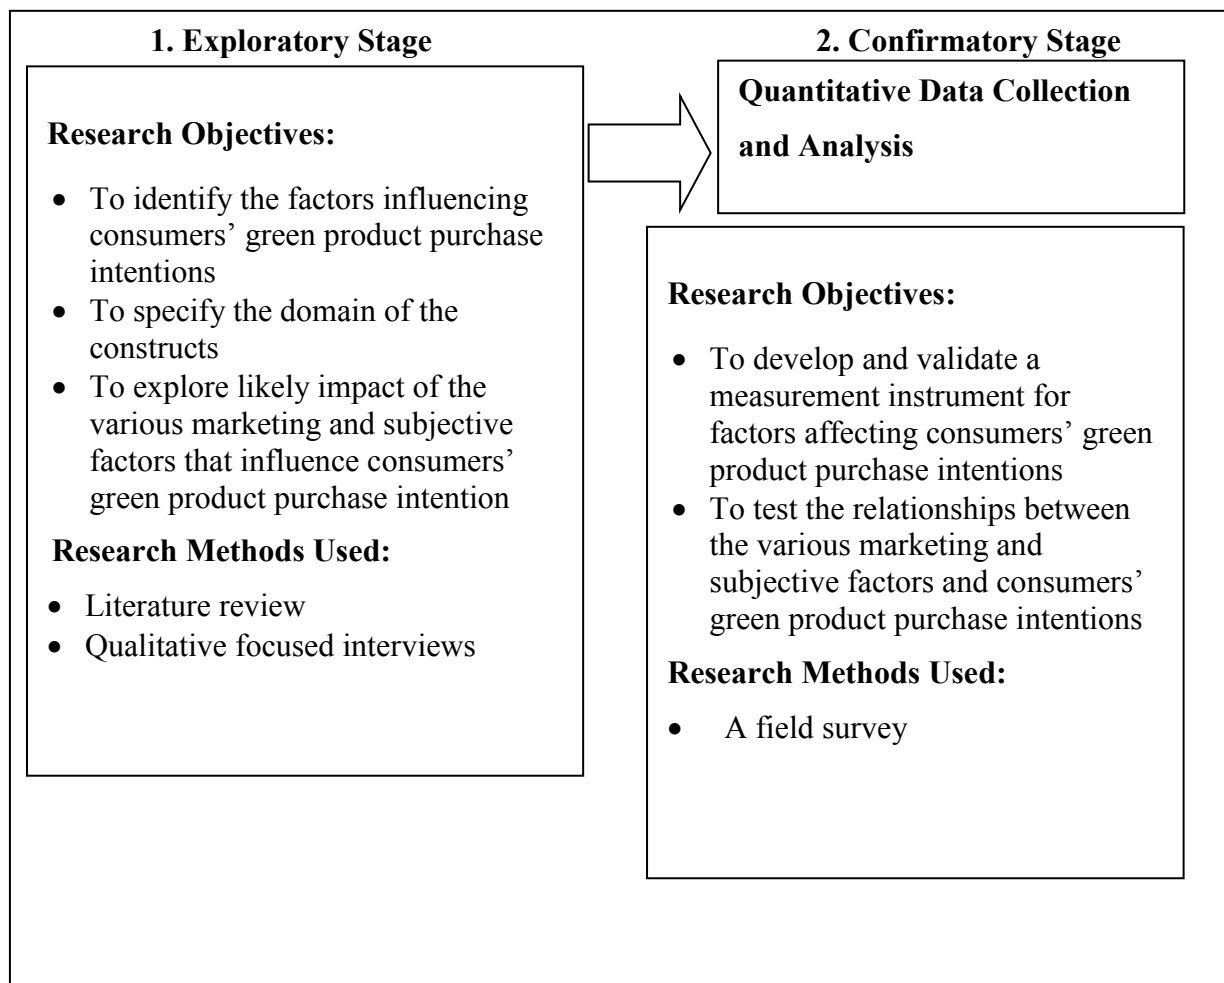 1. Exploratory Stage
Research Objectives:
• To identify the factors influencing
consumers’ green product purchase
intentions
• To specify the domain of the
constructs
• To explore likely impact of the
various marketing and subjective
factors that influence consumers’
green product purchase intention
Research Methods Used:
• Literature review
• Qualitative focused interviews
2. Confirmatory Stage
Quantitative Data Collection
and Analysis
Research Objectives:
• To develop and validate a
measurement instrument for
factors affecting consumers’ green
product purchase intentions
• To test the relationships between
the various marketing and
subjective factors and consumers’
green product purchase intentions
Research Methods Used:
• A field survey